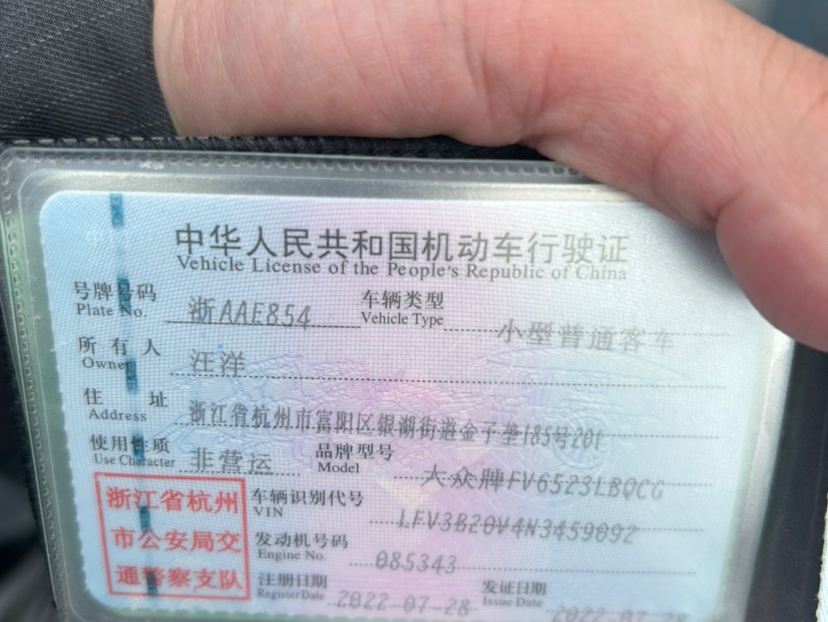 中华人民共和国机动车行驶证
Vehicle License of the People's Republic of China
号牌号码 浙AAE854 车辆类型 小型普通客车
Plate No. Vehicle Type
所有人 汪洋
Owner
住址 浙江省杭州市富阳区银湖街道金子垄185号201
Address
使用性质 非营运 品牌型号 大众牌FV6523LBQCG
Use Character Model
浙江省杭州
市公安局交
通警察支队
车辆识别代号 LFV3B20V4N3459092
VIN
发动机号码 085343
Engine No.
注册日期 2022-07-28 发证日期 2022-07-28
Register Date Issue Date